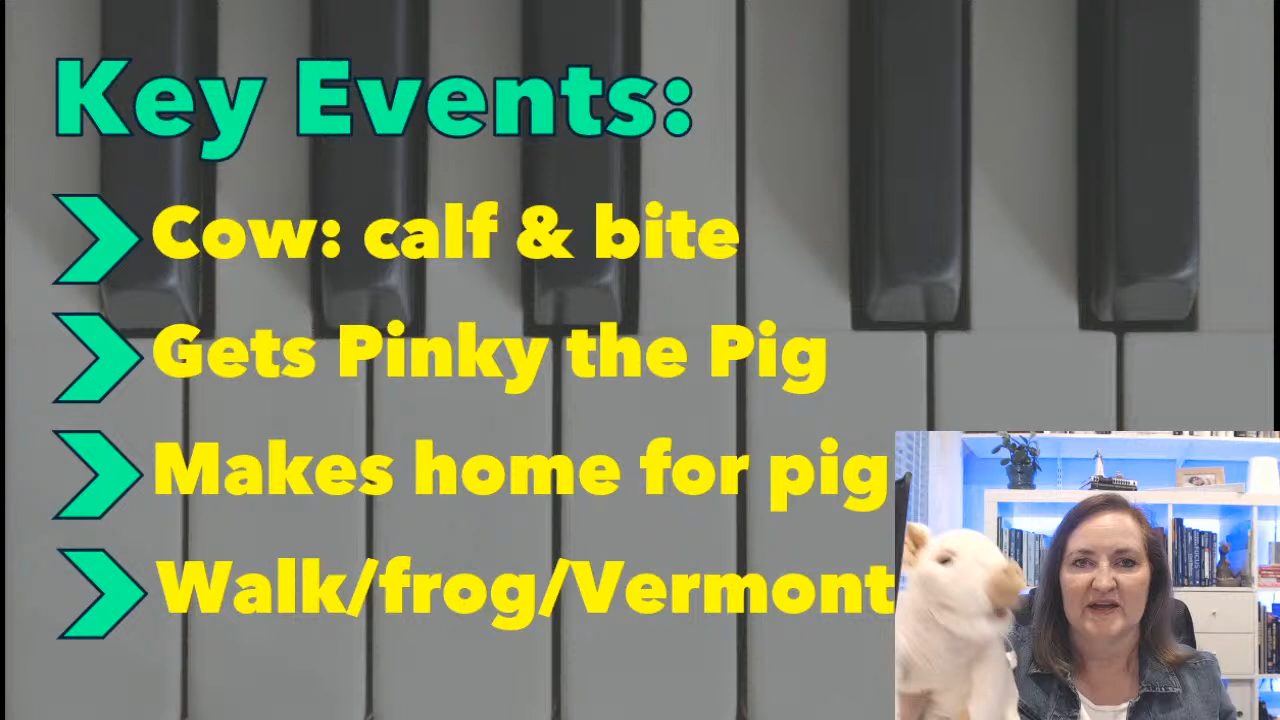 Key Events:
Cow: calf & bite
Gets Pinky the Pig
Makes home for pig
Walk/frog/Vermont